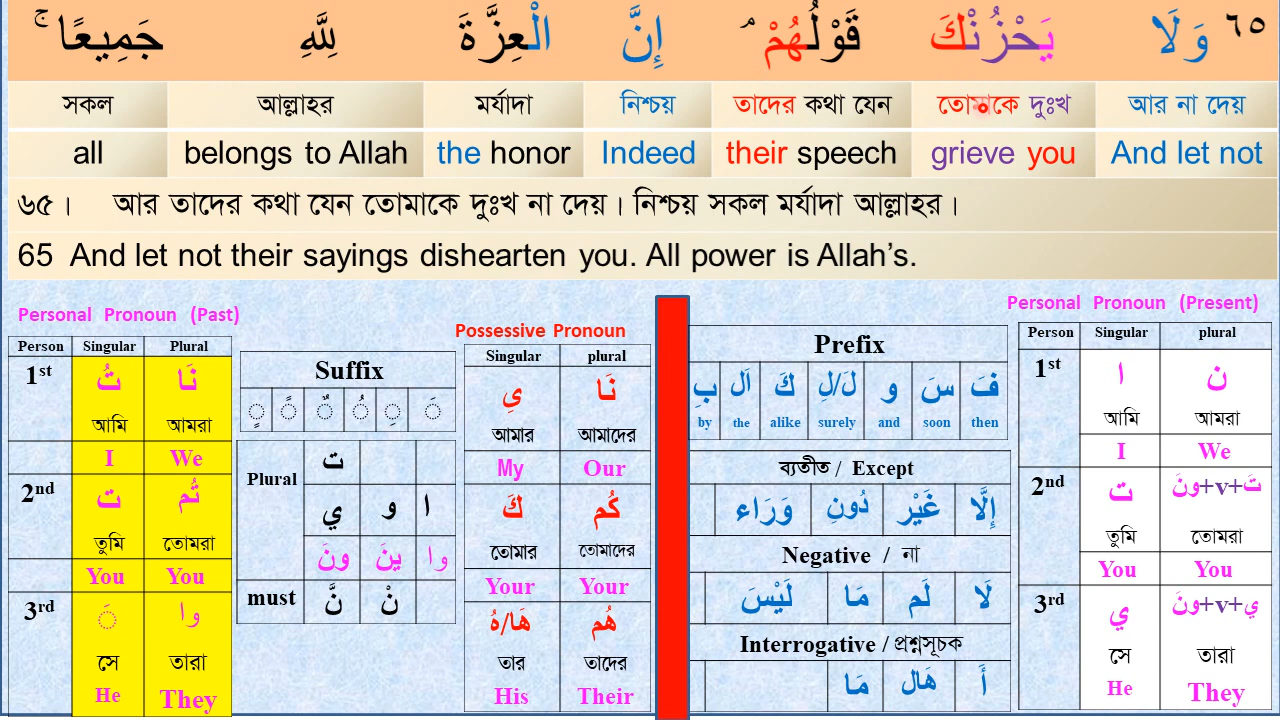 ٦٥ وَلَا يَحْزُنْكَ قَوْلُهُمْ ۘ إِنَّ الْعِزَّةَ لِلَّهِ جَمِيعًا ۚ
সকল আল্লাহর মর্যাদা নিশ্চয় তাদের কথা যেন তোমাকে দুঃখ আর না দেয়
all belongs to Allah the honor Indeed their speech grieve you And let not
৬৫। আর তাদের কথা যেন তোমাকে দুঃখ না দেয়। নিশ্চয় সকল মর্যাদা আল্লাহর।
65 And let not their sayings dishearten you. All power is Allah’s.
Personal Pronoun (Past)
Person Singular Plural
1st تُ نَا
আমি আমরা
I We
2nd ت تُم
তুমি তোমরা
You You
3rd َ وا
সে তারা
He They
Suffix
ٍ ً ٌ ُ ِ َ
Plural ت
ي و ا
ونَ ينَ وا
must نَّ نْ
Possessive Pronoun
Singular plural
يِ نَا
আমার আমাদের
My Our
كَ كُم
তোমার তোমাদের
Your Your
هَا/هُ هُم
তার তাদের
His Their
Prefix
بِ اَل كَ لَ/لِ و سَ فَ
by the alike surely and soon then
ব্যতীত / Except
وَرَاء دُونِ غَيْر إِلَّا
Negative / না
لَيْسَ مَا لَم لَا
Interrogative / প্রশ্নসূচক
مَا هَال أَ
Personal Pronoun (Present)
Person Singular plural
1st ا ن
আমি আমরা
I We
2nd ت تَ+v+ونَ
তুমি তোমরা
You You
3rd ي ي+v+ونَ
সে তারা
He They